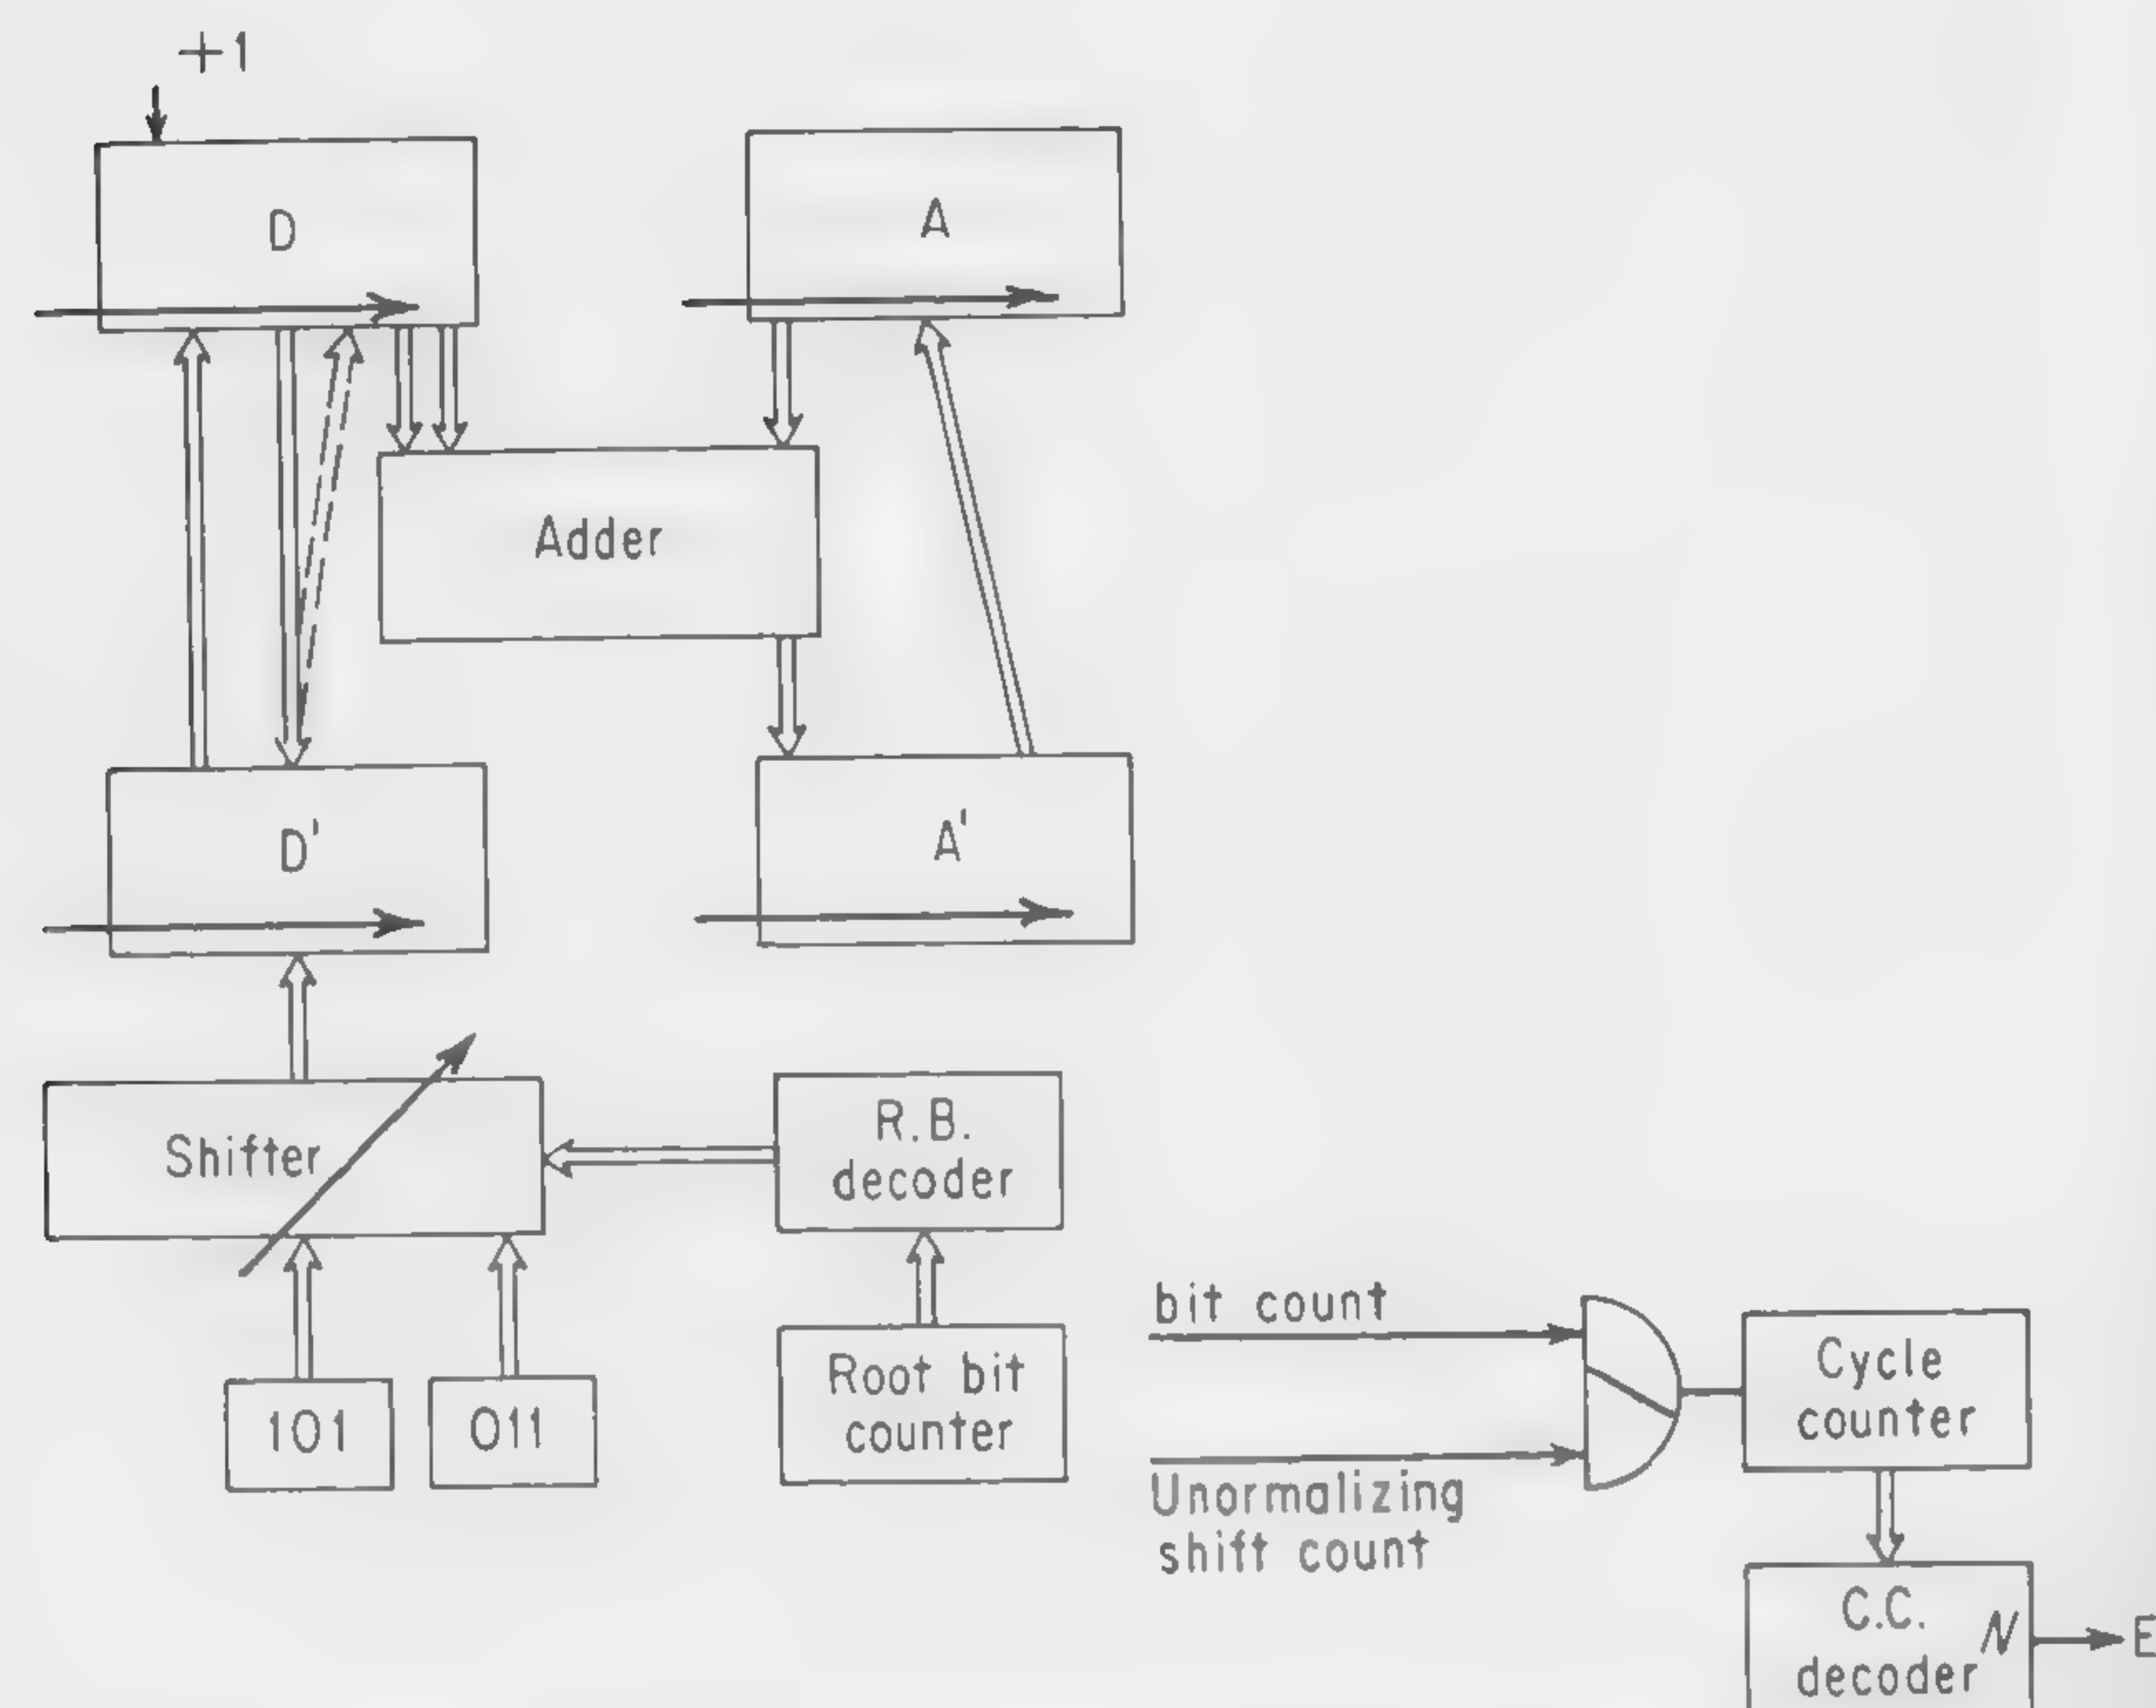 +1
D
A
Adder
D'
A'
Shifter
R.B.
decoder
101
011
Root bit
counter
bit count
Unormalizing
shift count
Cycle
counter
C.C.
decoder
N
E